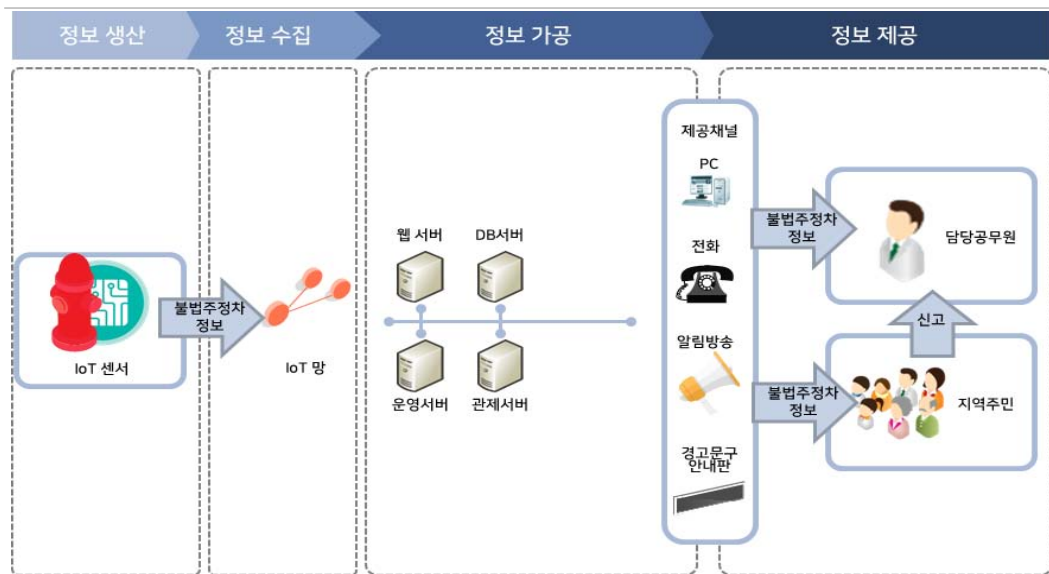 정보 생산
정보 수집
정보 가공
정보 제공
IoT 센서
불법주정차
정보
IoT 망
웹 서버
DB서버
운영서버
관제서버
제공채널
PC
전화
알림방송
경고문구
안내판
불법주정차
정보
담당공무원
신고
불법주정차
정보
지역주민